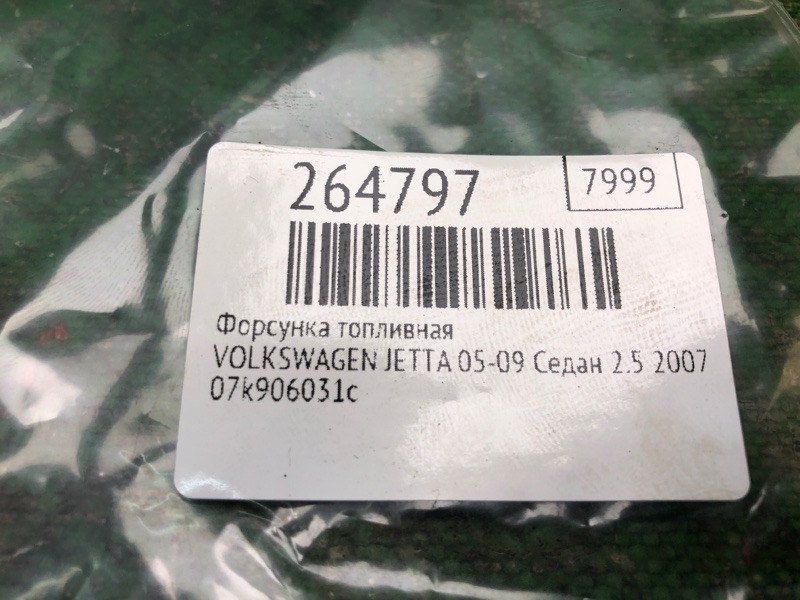 264797
7999
Форсунка топливная
VOLKSWAGEN JETTA 05-09 Седан 2.5 2007
07k906031c